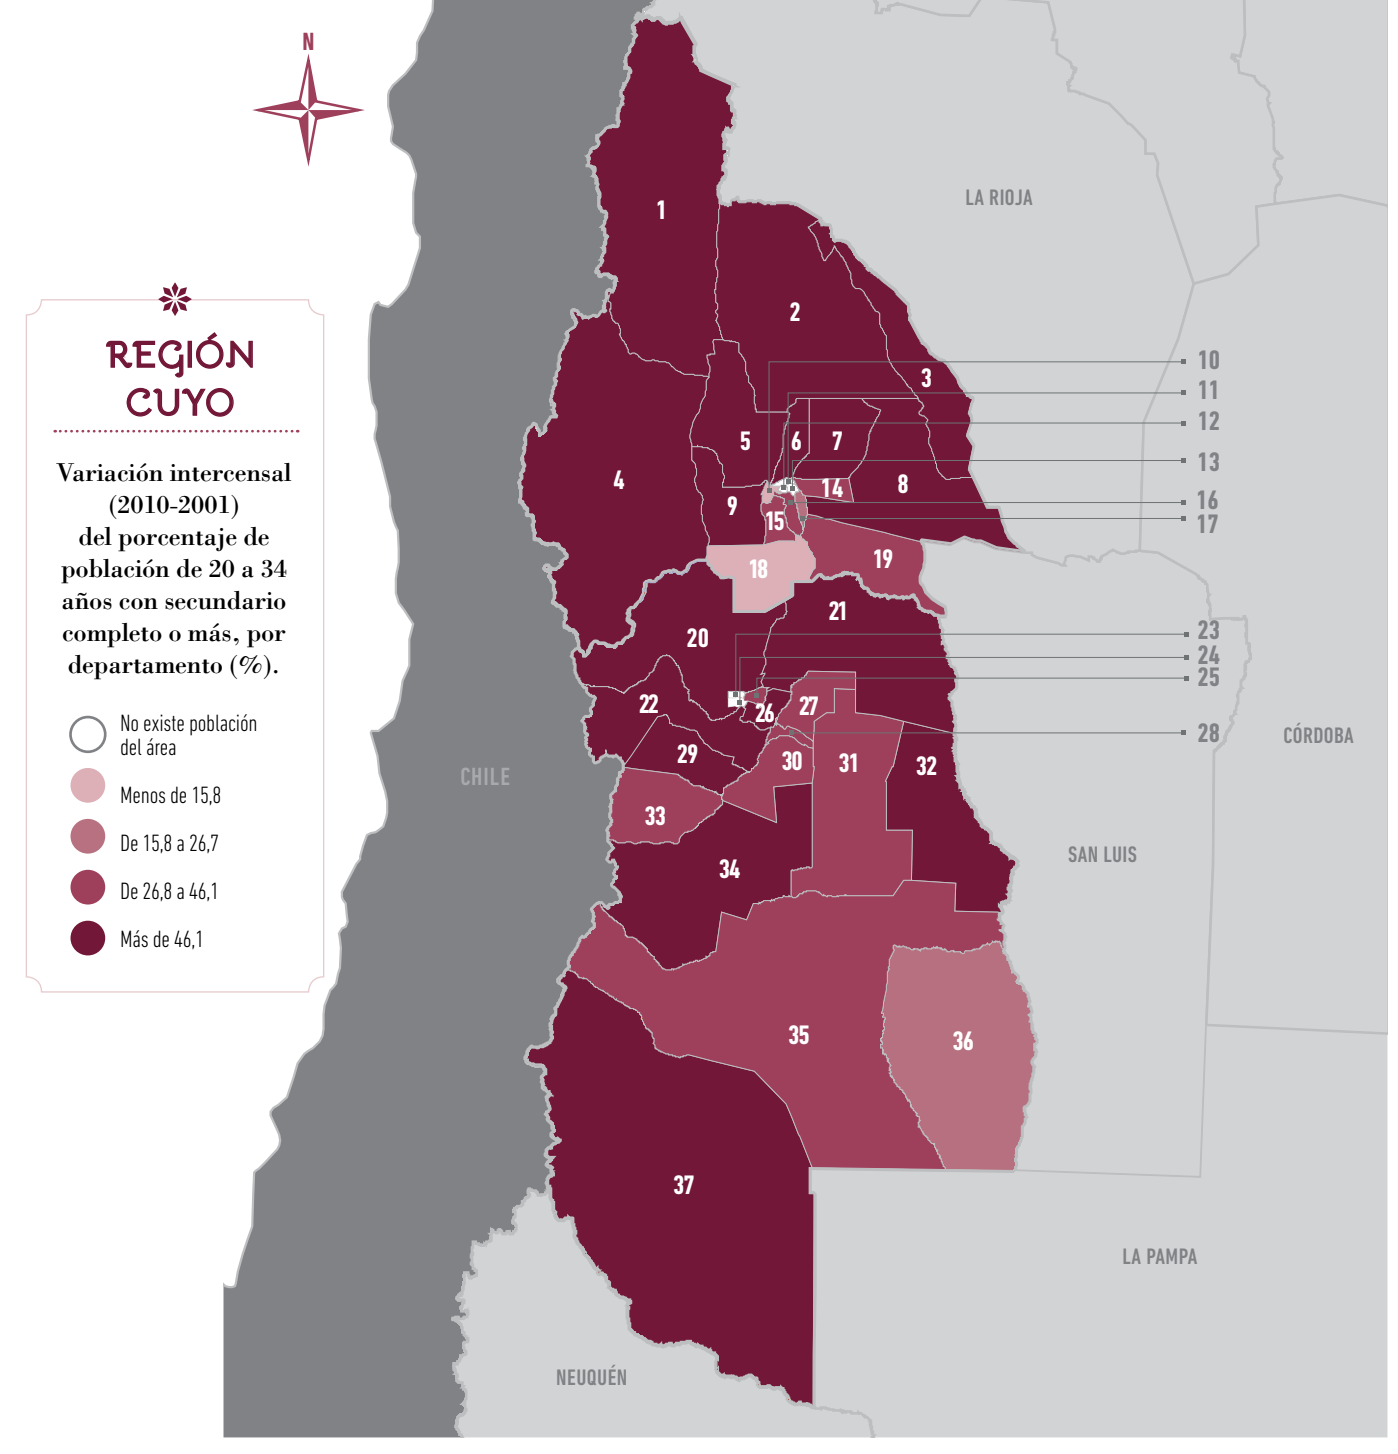 N
REGIÓN
CUYO
Variación intercensal
(2010-2001)
del porcentaje de
población de 20 a 34
años con secundario
completo o más, por
departamento (%).
No existe población
del área
Menos de 15,8
De 15,8 a 26,7
De 26,8 a 46,1
Más de 46,1
LA RIOJA
CHILE
CÓRDOBA
SAN LUIS
LA PAMPA
NEUQUÉN
1
2
3
4
5
6
7
8
9
10
11
12
13
14
15
16
17
18
19
20
21
22
23
24
25
26
27
28
29
30
31
32
33
34
35
36
37